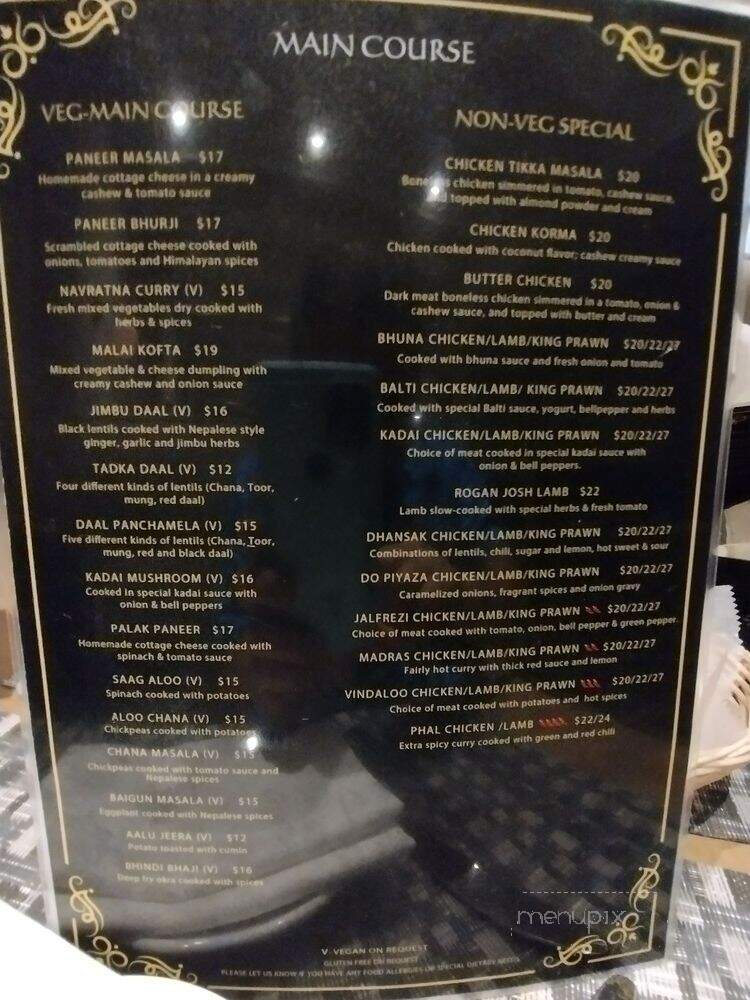 MAIN COURSE
VEG-MAIN COURSE
PANEER MASALA $17
Homemade cottage cheese in a creamy
cashew & tomato sauce
PANEER BHURJI $17
Scrambled cottage cheese cooked with
onions, tomatoes and Himalayan spices
NAVRATNA CURRY (V) $15
Fresh mixed vegetables dry cooked with
herbs & spices
MALAI KOFTA $19
Mixed vegetable & cheese dumpling with
creamy cashew and onion sauce
JIMBU DAAL (V) $16
Black lentils cooked with Nepalese style
ginger, garlic and jimbu herbs
TADKA DAAL (V) $12
Four different kinds of lentils (Chana, Toor,
mung, red daal)
DAAL PANCHAMELA (V) $15
Five different kinds of lentils (Chana, Toor,
mung, red and black daal)
KADAI MUSHROOM (V) $16
Cooked in special kadai sauce with
onion & bell peppers
PALAK PANEER $17
Homemade cottage cheese cooked with
spinach & tomato sauce
SAAG ALOO (V) $15
Spinach cooked with potatoes
ALOO CHANA (V) $15
Chickpeas cooked with potatoes
CHANA MASALA (V) $15
Chickpeas cooked with tomato sauce and
Nepalese spices
BAIGUN MASALA (V) $15
Eggplant cooked with Nepalese spices
AALU JEERA (V) $12
Potato toasted with cumin
BHINDI BHAJI (V) $16
Deep fry okra cooked with spices
NON-VEG SPECIAL
CHICKEN TIKKA MASALA $20
Boneless chicken simmered in tomato, cashew sauce,
and topped with almond powder and cream
CHICKEN KORMA $20
Chicken cooked with coconut flavor; cashew creamy sauce
BUTTER CHICKEN $20
Dark meat boneless chicken simmered in a tomato, onion &
cashew sauce, and topped with butter and cream
BHUNA CHICKEN/LAMB/KING PRAWN $20/22/27
Cooked with bhuna sauce and fresh onion and tomato
BALTI CHICKEN/LAMB/ KING PRAWN $20/22/27
Cooked with special Balti sauce, yogurt, bellpepper and herbs
KADAI CHICKEN/LAMB/KING PRAWN $20/22/27
Choice of meat cooked in special kadai sauce with
onion & bell peppers.
ROGAN JOSH LAMB $22
Lamb slow-cooked with special herbs & fresh tomato
DHANSAK CHICKEN/LAMB/KING PRAWN $20/22/27
Combinations of lentils, chili, sugar and lemon, hot sweet & sour
DO PIYAZA CHICKEN/LAMB/KING PRAWN $20/22/27
Caramelized onions, fragrant spices and onion gravy
JALFREZI CHICKEN/LAMB/KING PRAWN $20/22/27
Choice of meat cooked with tomato, onion, bell pepper & green pepper.
MADRAS CHICKEN/LAMB/KING PRAWN $20/22/27
Fairly hot curry with thick red sauce and lemon
VINDALOO CHICKEN/LAMB/KING PRAWN $20/22/27
Choice of meat cooked with potatoes and hot spices
PHAL CHICKEN /LAMB $22/24
Extra spicy curry cooked with green and red chili
V: VEGAN ON REQUEST
GLUTEN FREE ON REQUEST
PLEASE LET US KNOW IF YOU HAVE ANY FOOD ALLERGIES OR SPECIAL DIETARY NEEDS
menupix